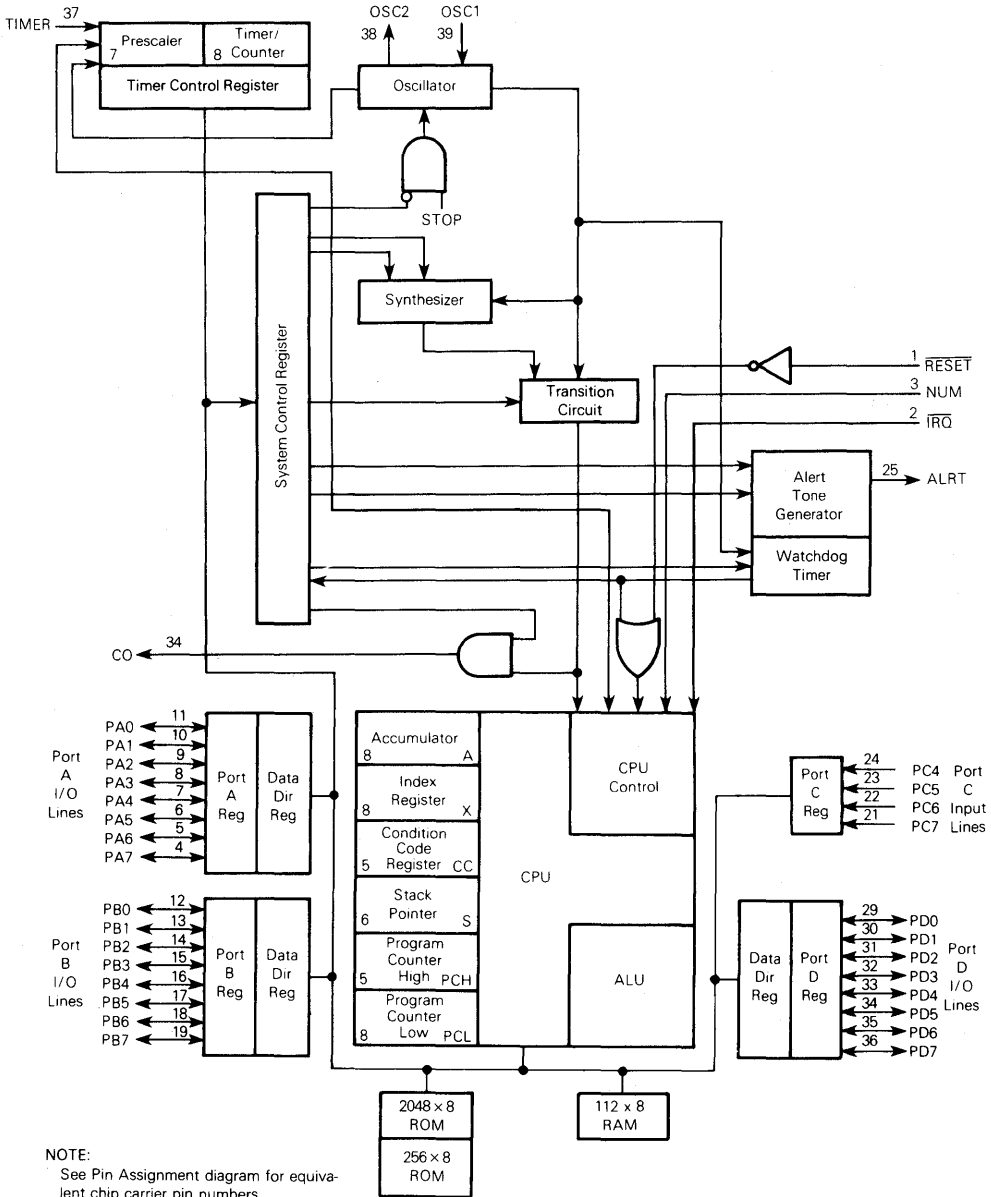 TIMER 37
Prescaler
7
Timer/
8 Counter
Timer Control Register
OSC2
38
OSC1
39
Oscillator
STOP
System Control Register
Synthesizer
Transition
Circuit
1 RESET
3 NUM
2 IRQ
Alert
Tone
Generator
25 ALRT
Watchdog
Timer
CO 34
Port
A
I/O
Lines
PA0 11
PA1 10
PA2 9
PA3 8
PA4 7
PA5 6
PA6 5
PA7 4
Port
A
Reg
Data
Dir
Reg
Port
B
I/O
Lines
PB0 12
PB1 13
PB2 14
PB3 15
PB4 16
PB5 17
PB6 18
PB7 19
Port
B
Reg
Data
Dir
Reg
Accumulator
8 A
Index
Register
8 X
Condition
Code
5 Register CC
Stack
Pointer
6 S
Program
Counter
High
5 PCH
Program
Counter
8 Low PCL
CPU
CPU
Control
ALU
Port
C
Reg
24 PC4
23 PC5
22 PC6
21 PC7
Port
C
Input
Lines
Data
Dir
Reg
Port
D
Reg
29 PD0
30 PD1
31 PD2
32 PD3
33 PD4
34 PD5
35 PD6
36 PD7
Port
D
I/O
Lines
2048 × 8
ROM
256 × 8
ROM
112 x 8
RAM
NOTE:
See Pin Assignment diagram for equiva-
lent chip carrier pin numbers